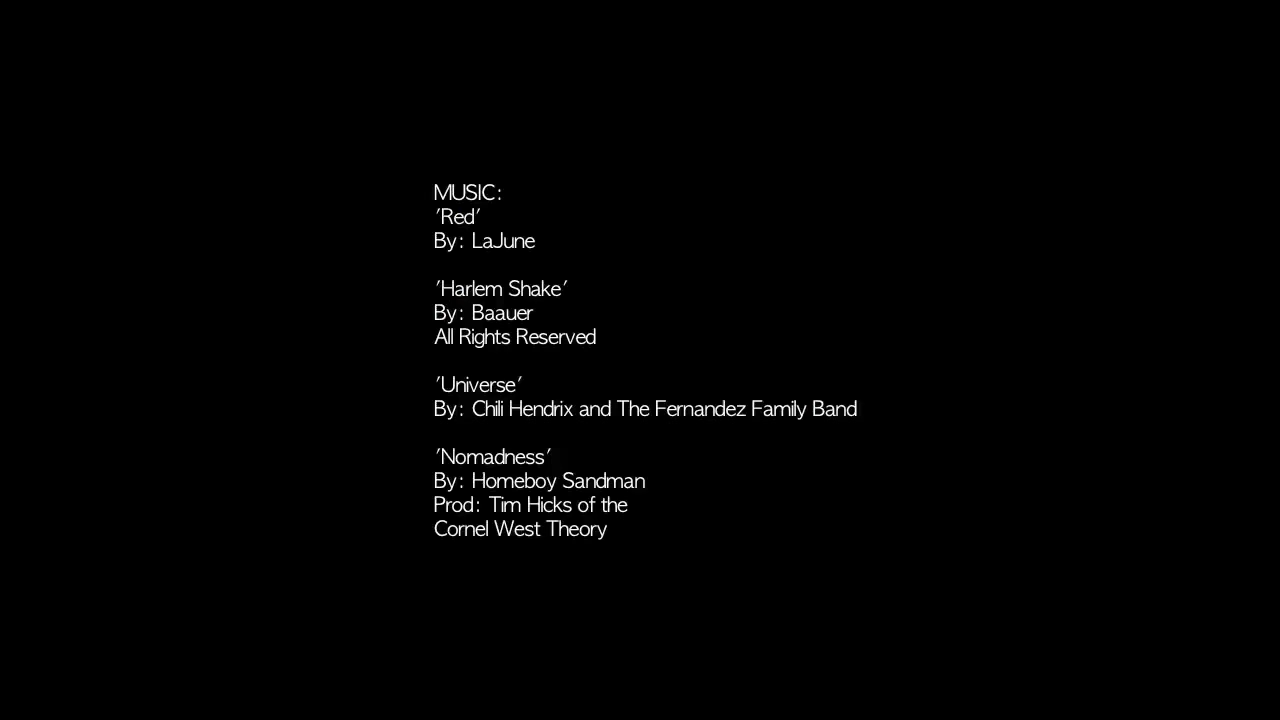 MUSIC:
'Red'
By: LaJune
'Harlem Shake'
By: Baauer
All Rights Reserved
'Universe'
By: Chili Hendrix and The Fernandez Family Band
'Nomadness'
By: Homeboy Sandman
Prod: Tim Hicks of the
Cornel West Theory